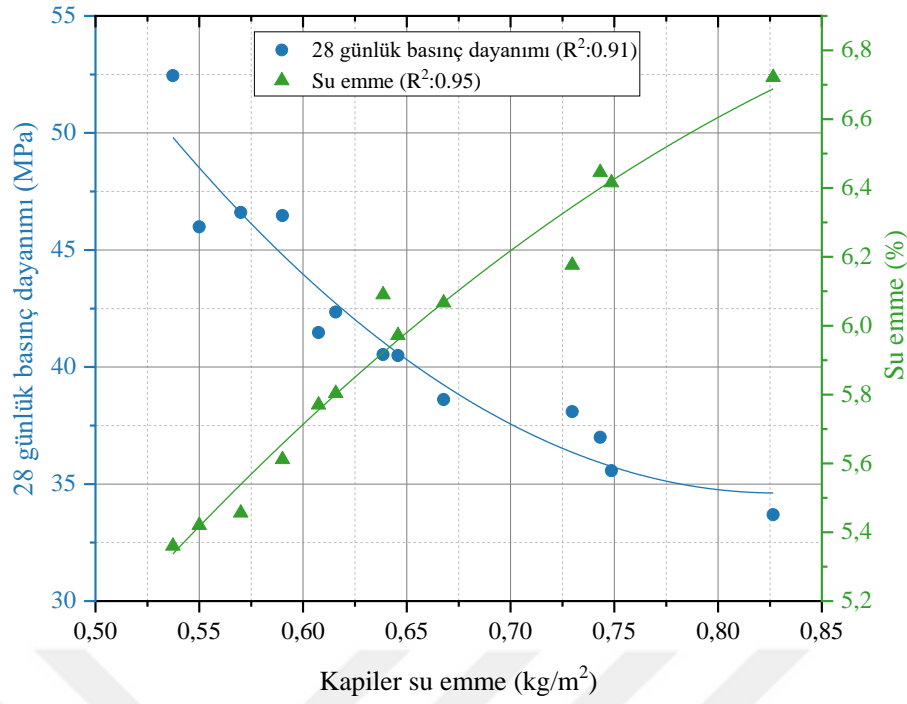 28 günlük basınç dayanımı (R²:0.91)
Su emme (R²:0.95)
28 günlük basınç dayanımı (MPa)
55
50
45
40
35
30
6,8
6,6
6,4
6,2
6,0
5,8
5,6
5,4
5,2
Su emme (%)
0,50 0,55 0,60 0,65 0,70 0,75 0,80 0,85
Kapiler su emme (kg/m²)